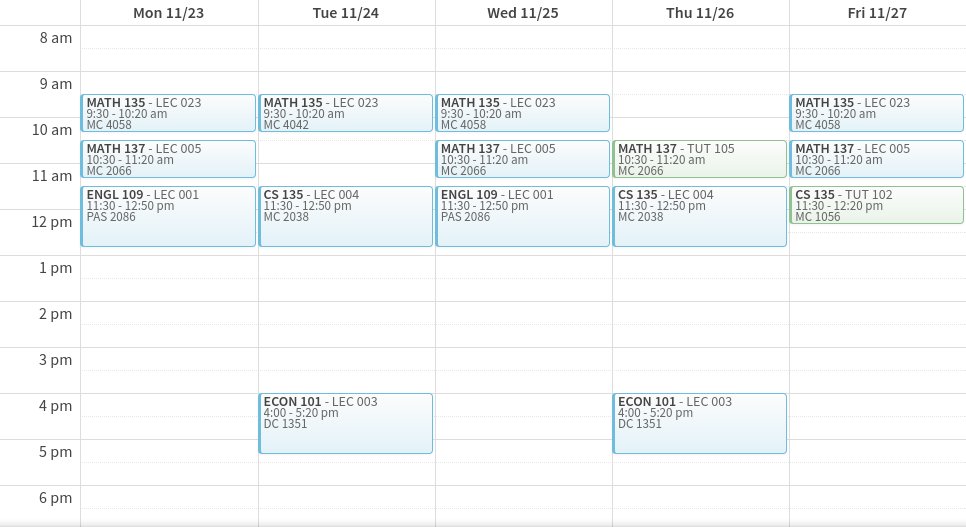 Mon 11/23
Tue 11/24
Wed 11/25
Thu 11/26
Fri 11/27
8 am
9 am
10 am
11 am
12 pm
1 pm
2 pm
3 pm
4 pm
5 pm
6 pm
MATH 135 - LEC 023
9:30 - 10:20 am
MC 4058
MATH 137 - LEC 005
10:30 - 11:20 am
MC 2066
ENGL 109 - LEC 001
11:30 - 12:50 pm
PAS 2086
MATH 135 - LEC 023
9:30 - 10:20 am
MC 4042
CS 135 - LEC 004
11:30 - 12:50 pm
MC 2038
ECON 101 - LEC 003
4:00 - 5:20 pm
DC 1351
MATH 135 - LEC 023
9:30 - 10:20 am
MC 4058
MATH 137 - LEC 005
10:30 - 11:20 am
MC 2066
ENGL 109 - LEC 001
11:30 - 12:50 pm
PAS 2086
MATH 137 - TUT 105
10:30 - 11:20 am
MC 2066
CS 135 - LEC 004
11:30 - 12:50 pm
MC 2038
ECON 101 - LEC 003
4:00 - 5:20 pm
DC 1351
MATH 135 - LEC 023
9:30 - 10:20 am
MC 4058
MATH 137 - LEC 005
10:30 - 11:20 am
MC 2066
CS 135 - TUT 102
11:30 - 12:20 pm
MC 1056